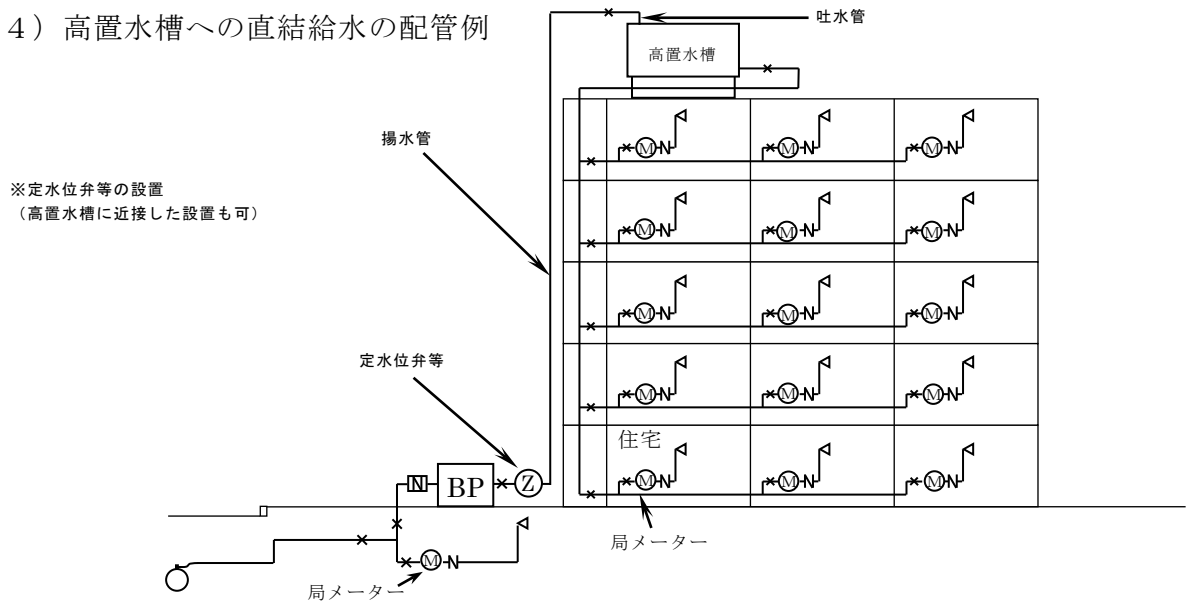 4）高置水槽への直結給水の配管例
吐水管
高置水槽
揚水管
※定水位弁等の設置
（高置水槽に近接した設置も可）
M N M N M N
M N M N M N
M N M N M N
定水位弁等
M N M N M N
住宅
M N M N M N
N BP Z
局メーター
M N
局メーター